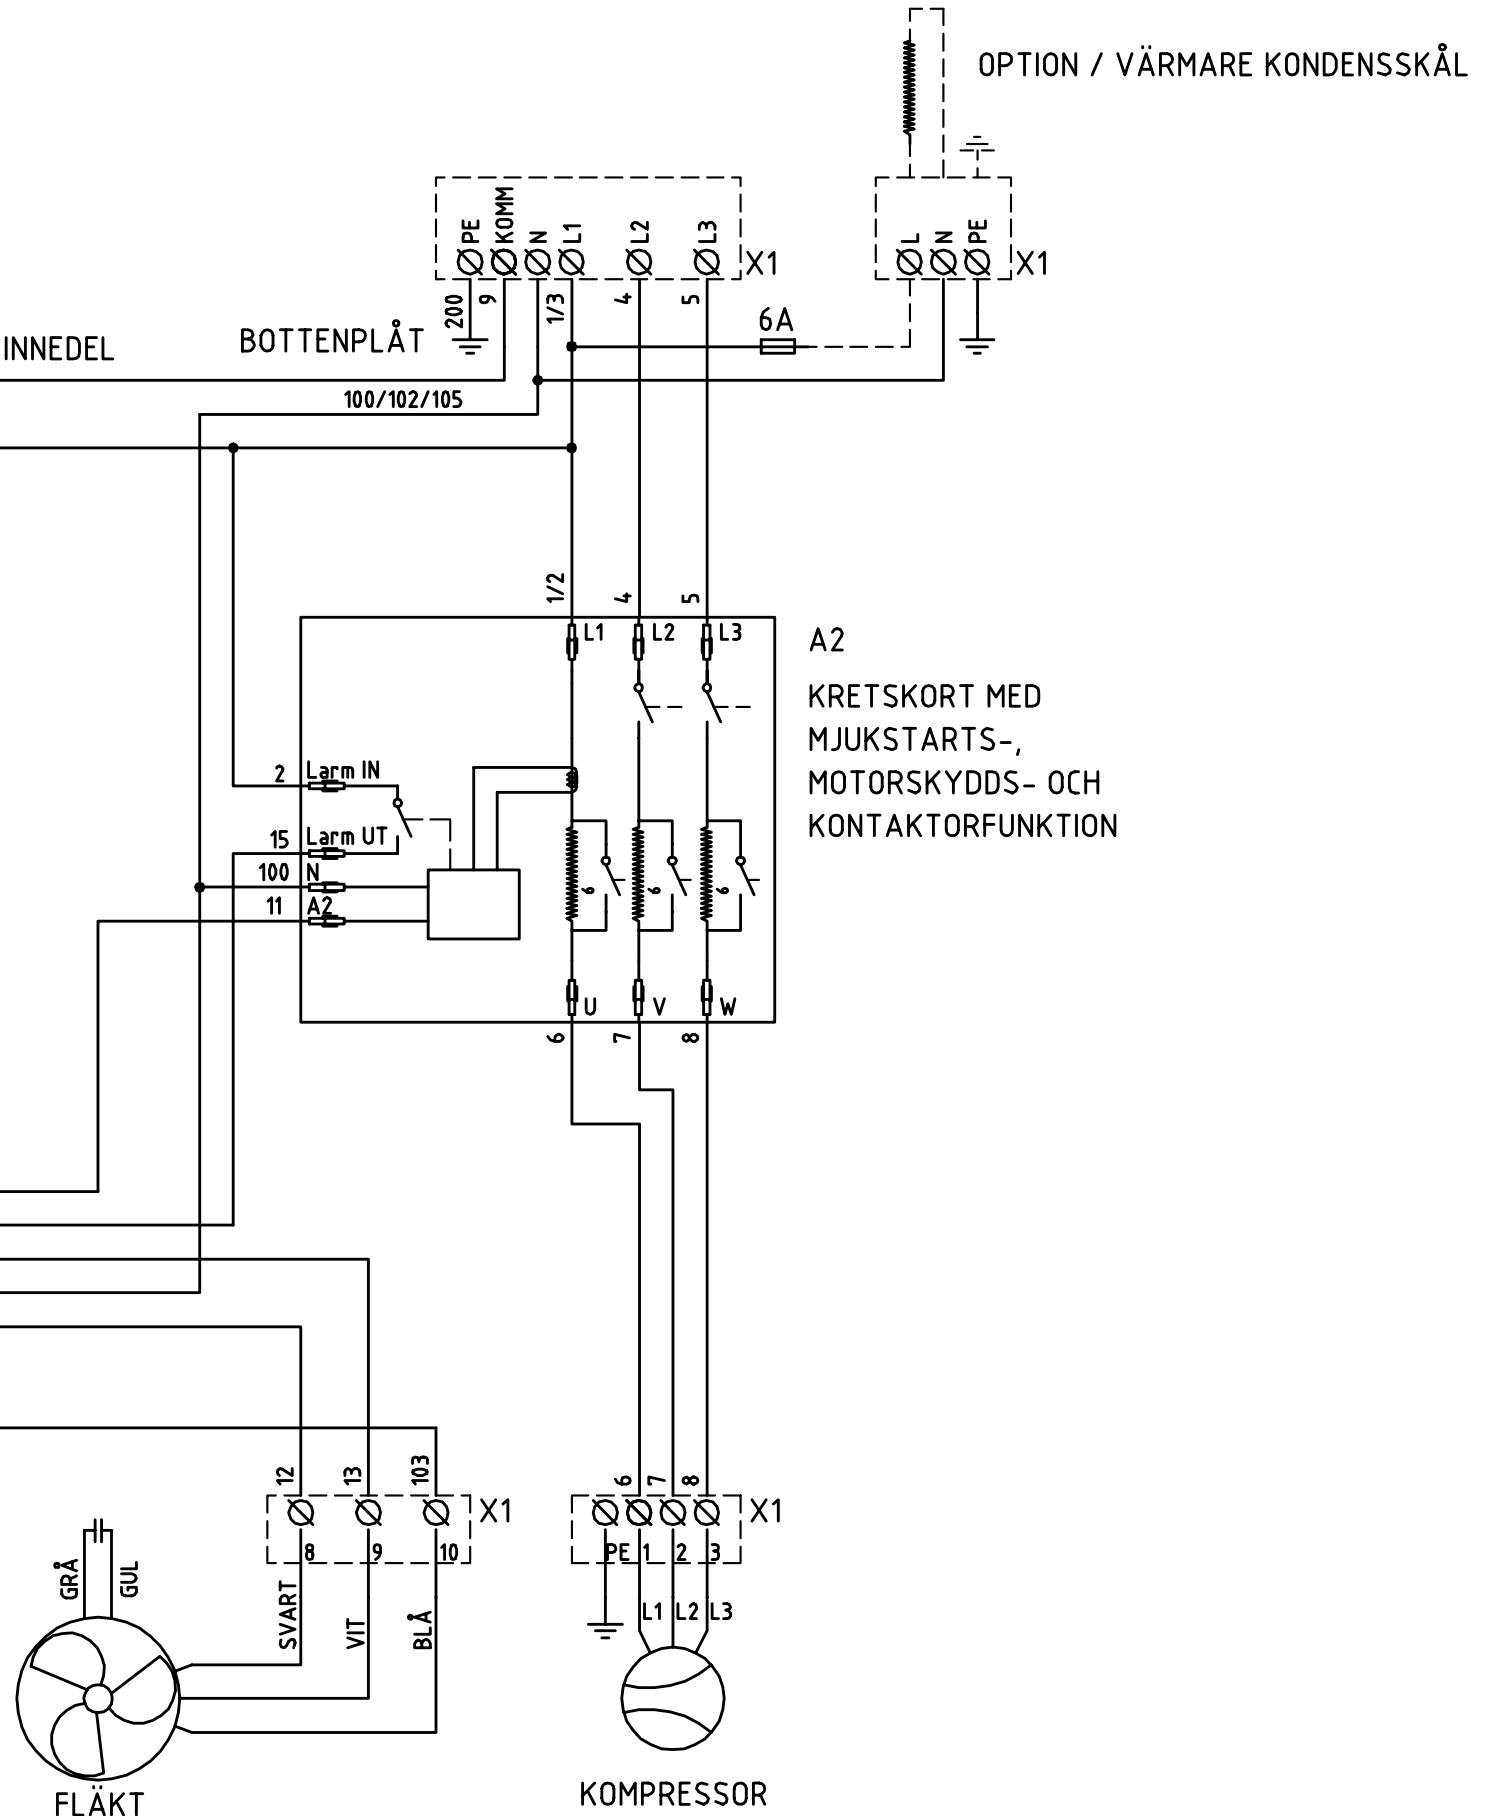 OPTION / VÄRMARE KONDENSSKÅL
PE
KOMM
N
L1
L2
L3
X1
L
N
PE
X1
200
9
1/3
4
5
6A
INNEDEL
BOTTENPLÅT
100/102/105
1/2
4
5
L1
L2
L3
A2
KRETSKORT MED
MJUKSTARTS-,
MOTORSKYDDS- OCH
KONTAKTORFUNKTION
2
Larm IN
15
Larm UT
100
N
11
A2
6
6
6
U
V
W
6
7
8
12
13
103
X1
8
9
10
6
7
8
X1
PE
1
2
3
GRÅ
GUL
SVART
VIT
BLÅ
L1
L2
L3
FLÄKT
KOMPRESSOR